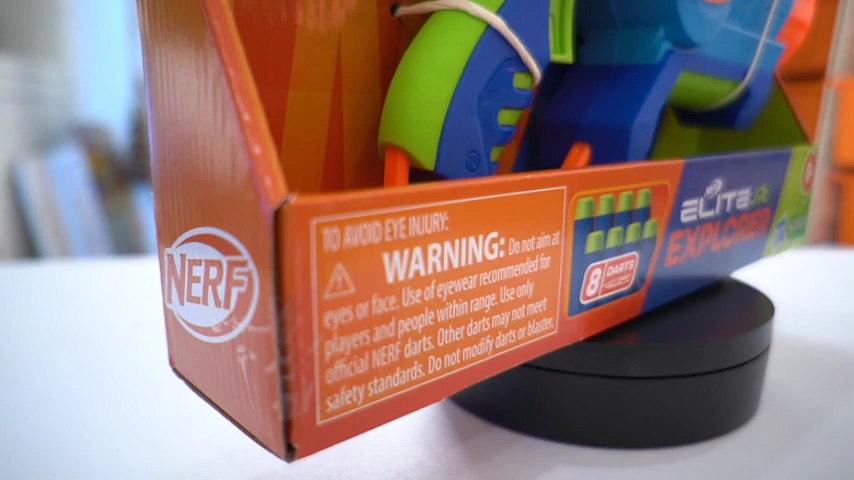 NERF
TO AVOID EYE INJURY:
WARNING: Do not aim at
eyes or face. Use of eyewear recommended for
players and people within range. Use only
official NERF darts. Other darts may not meet
safety standards. Do not modify darts or blaster.
8 DARTS
NERF
ELITE JR
EXPLORER